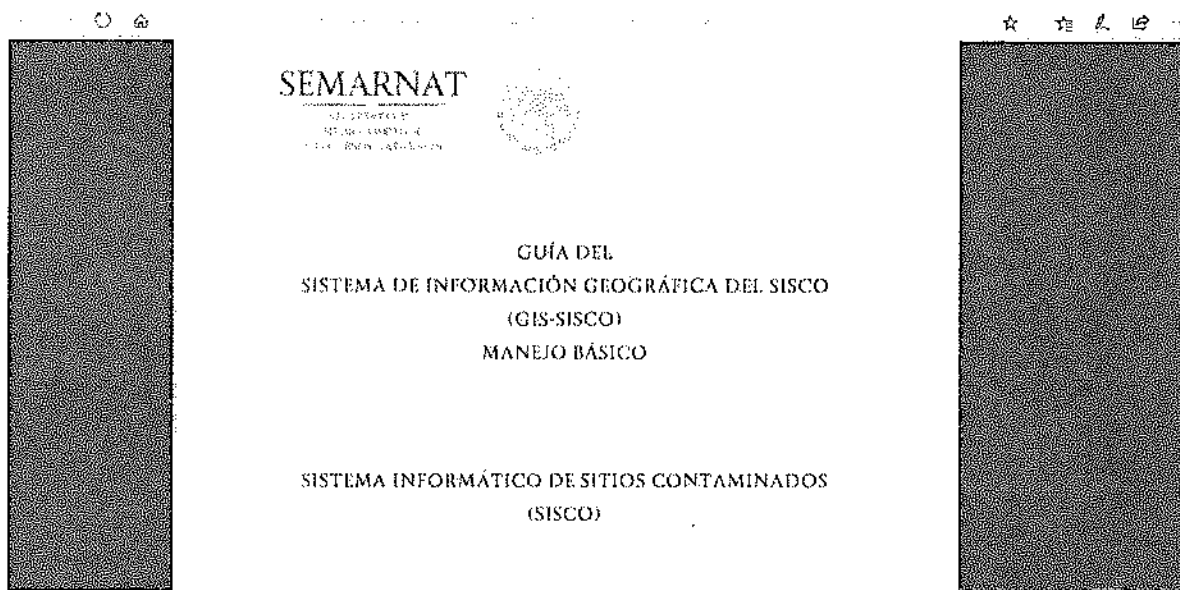 SEMARNAT
GUÍA DEL
SISTEMA DE INFORMACIÓN GEOGRÁFICA DEL SISCO
(GIS-SISCO)
MANEJO BÁSICO
SISTEMA INFORMÁTICO DE SITIOS CONTAMINADOS
(SISCO)